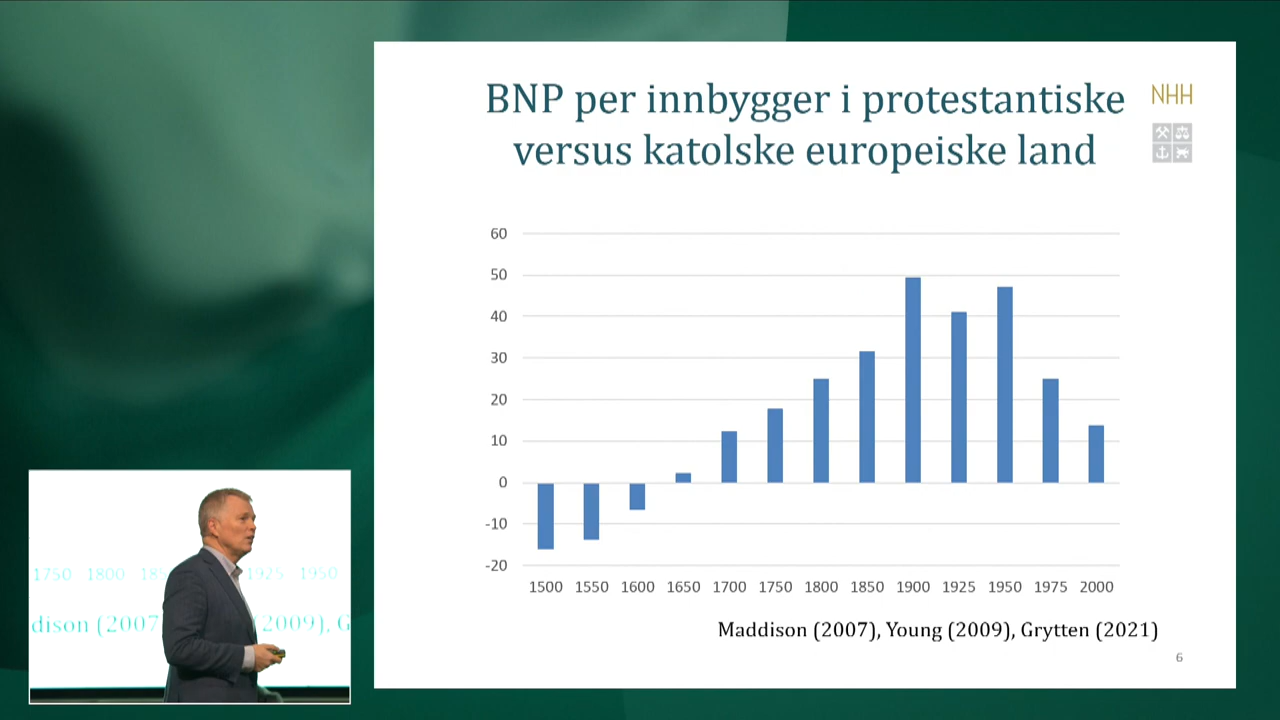 BNP per innbygger i protestantiske
versus katolske europeiske land
NHH
60
50
40
30
20
10
0
-10
-20
1500 1550 1600 1650 1700 1750 1800 1850 1900 1925 1950 1975 2000
Maddison (2007), Young (2009), Grytten (2021)
6
1750 1800 185 1925 1950
dison (2007 (2009), G